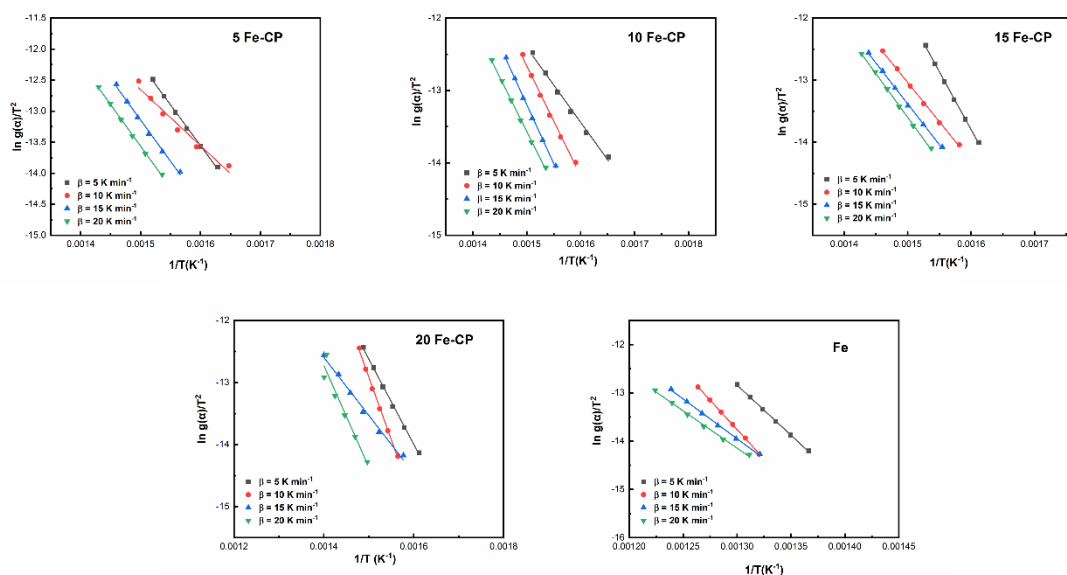 5 Fe-CP
-11.5
-12.0
-12.5
-13.0
-13.5
-14.0
-14.5
-15.0
ln g(α)/T²
β = 5 K min⁻¹
β = 10 K min⁻¹
β = 15 K min⁻¹
β = 20 K min⁻¹
0.0014 0.0015 0.0016 0.0017 0.0018
1/T(K⁻¹)
10 Fe-CP
-12
-14
ln g(α)/T²
β = 5 K min⁻¹
β = 10 K min⁻¹
β = 15 K min⁻¹
β = 20 K min⁻¹
0.0014 0.0015 0.0016 0.0017 0.0018
1/T(K⁻¹)
15 Fe-CP
-12
-13
-14
-15
ln g(α)/T²
β = 5 K min⁻¹
β = 10 K min⁻¹
β = 15 K min⁻¹
β = 20 K min⁻¹
0.0014 0.0015 0.0016 0.0017
1/T(K⁻¹)
20 Fe-CP
-12
-13
-14
-15
ln g(α)/T²
β = 5 K min⁻¹
β = 10 K min⁻¹
β = 15 K min⁻¹
β = 20 K min⁻¹
0.0012 0.0014 0.0016 0.0018
1/T (K⁻¹)
Fe
-12
-13
-14
-15
-16
ln g(α)/T²
β = 5 K min⁻¹
β = 10 K min⁻¹
β = 15 K min⁻¹
β = 20 K min⁻¹
0.00120 0.00125 0.00130 0.00135 0.00140 0.00145
1/T(K⁻¹)